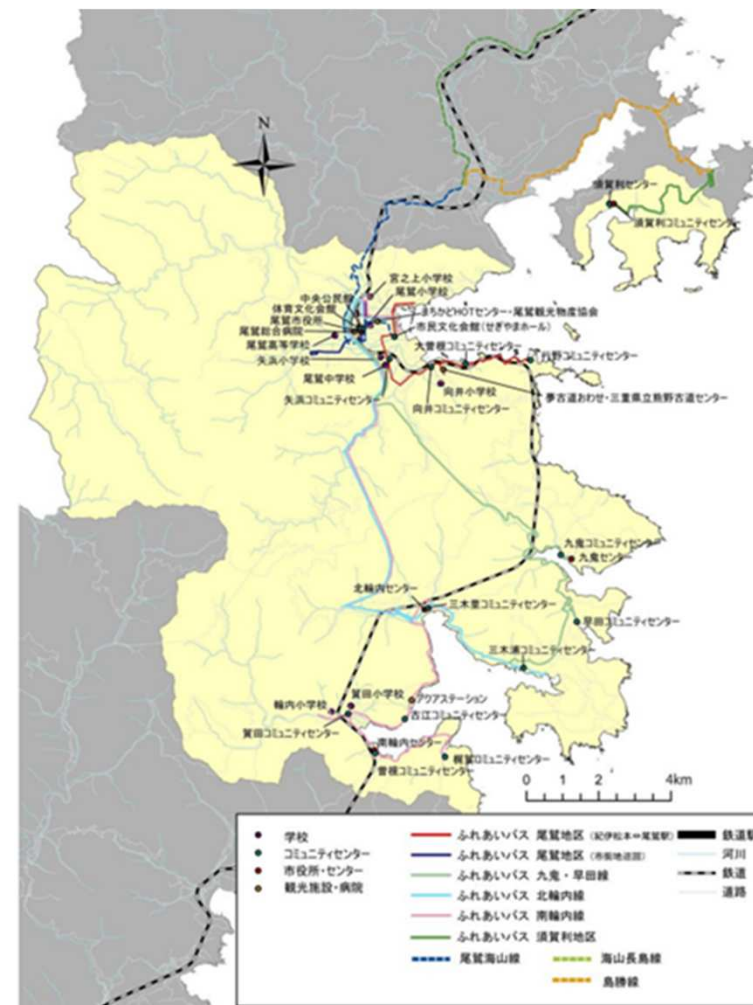 N
須賀利センター
須賀利コミュニティセンター
宮之上小学校
尾鷲小学校
中央公民館
体育文化会館
尾鷲市役所
尾鷲総合病院
尾鷲高等学校
矢浜小学校
まちかどHOTセンター・尾鷲観光物産協会
市民文化会館(せぎやまホール)
大曽根コミュニティセンター
行野コミュニティセンター
尾鷲中学校
向井小学校
夢古道おわせ・三重県立熊野古道センター
矢浜コミュニティセンター
向井コミュニティセンター
九鬼コミュニティセンター
九鬼センター
北輪内センター
三木里コミュニティセンター
早田コミュニティセンター
三木浦コミュニティセンター
賀田小学校
アクアステーション
輪内小学校
古江コミュニティセンター
賀田コミュニティセンター
南輪内センター
梶賀コミュニティセンター
曽根コミュニティセンター
0 1 2 4km
学校
コミュニティセンター
市役所・センター
観光施設・病院
ふれあいバス 尾鷲地区 (紀伊松本⇔尾鷲駅)
ふれあいバス 尾鷲地区 (市街地巡回)
ふれあいバス 九鬼・早田線
ふれあいバス 北輪内線
ふれあいバス 南輪内線
ふれあいバス 須賀利地区
尾鷲海山線
海山長島線
島勝線
鉄道駅
河川
鉄道
道路